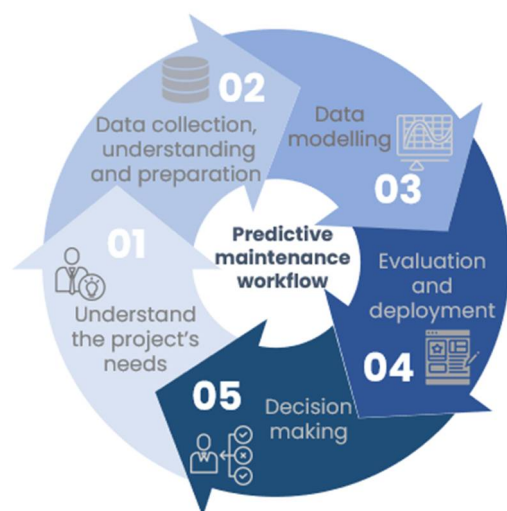 Predictive
maintenance
workflow
01
Understand
the project's
needs
02
Data collection,
understanding
and preparation
Data
modelling
03
Evaluation
and
deployment
04
05
Decision
making